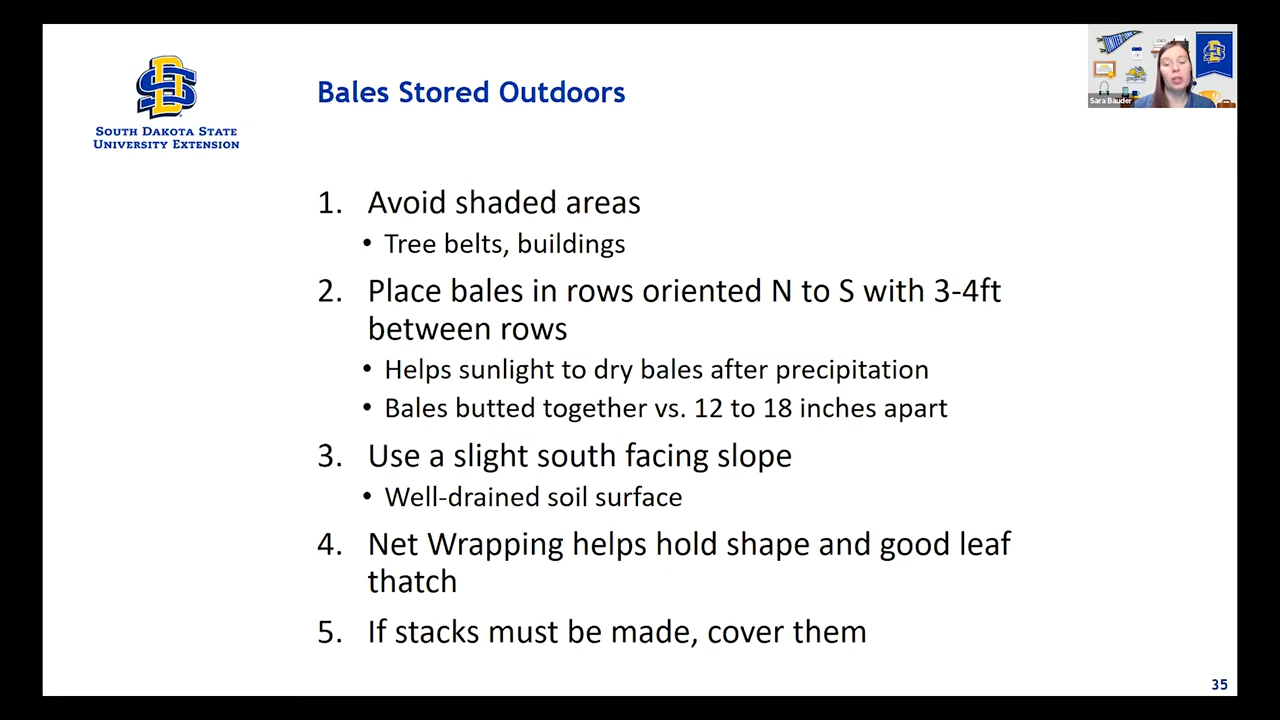 SOUTH DAKOTA STATE
UNIVERSITY EXTENSION
Bales Stored Outdoors
Sara Bauder
1. Avoid shaded areas
• Tree belts, buildings
2. Place bales in rows oriented N to S with 3-4ft
between rows
• Helps sunlight to dry bales after precipitation
• Bales butted together vs. 12 to 18 inches apart
3. Use a slight south facing slope
• Well-drained soil surface
4. Net Wrapping helps hold shape and good leaf
thatch
5. If stacks must be made, cover them
35